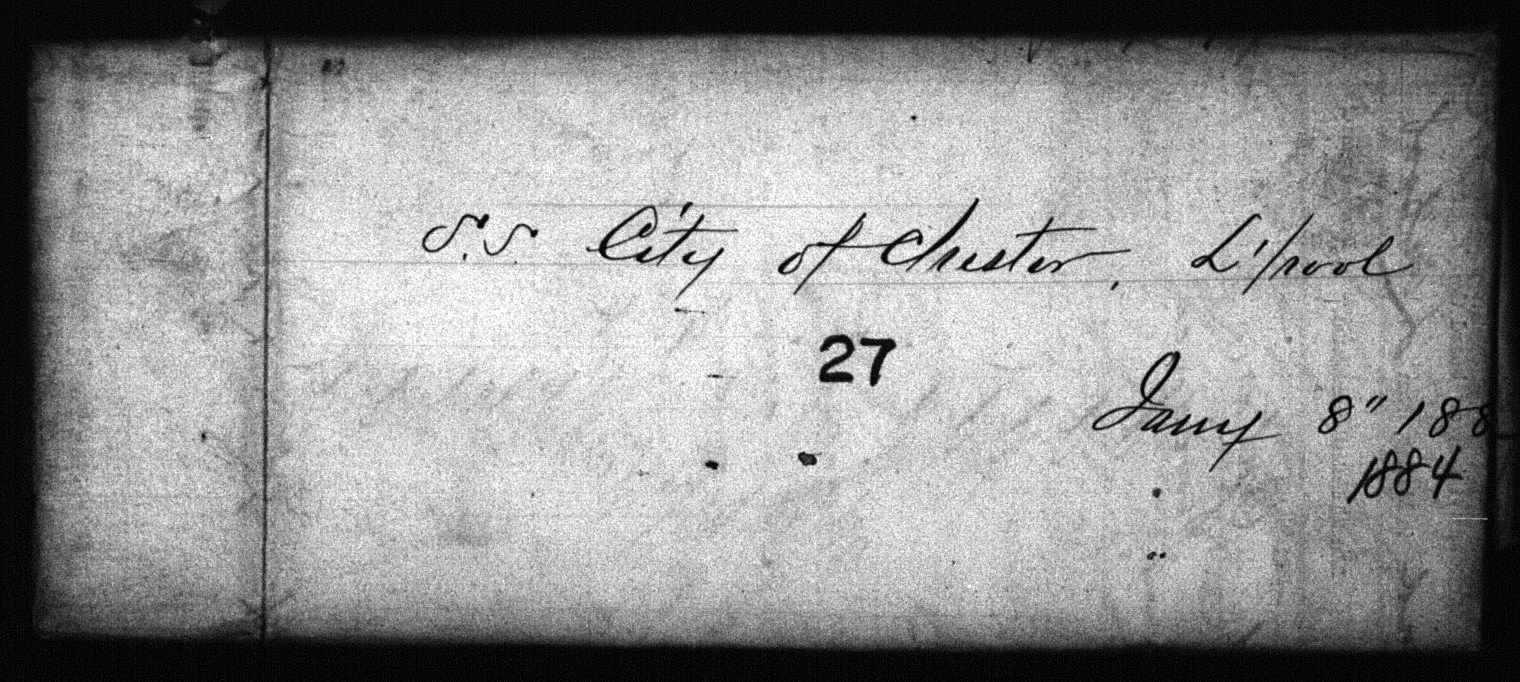 S.S. City of Chester, L'pool
27
Jany 8" 188
1884